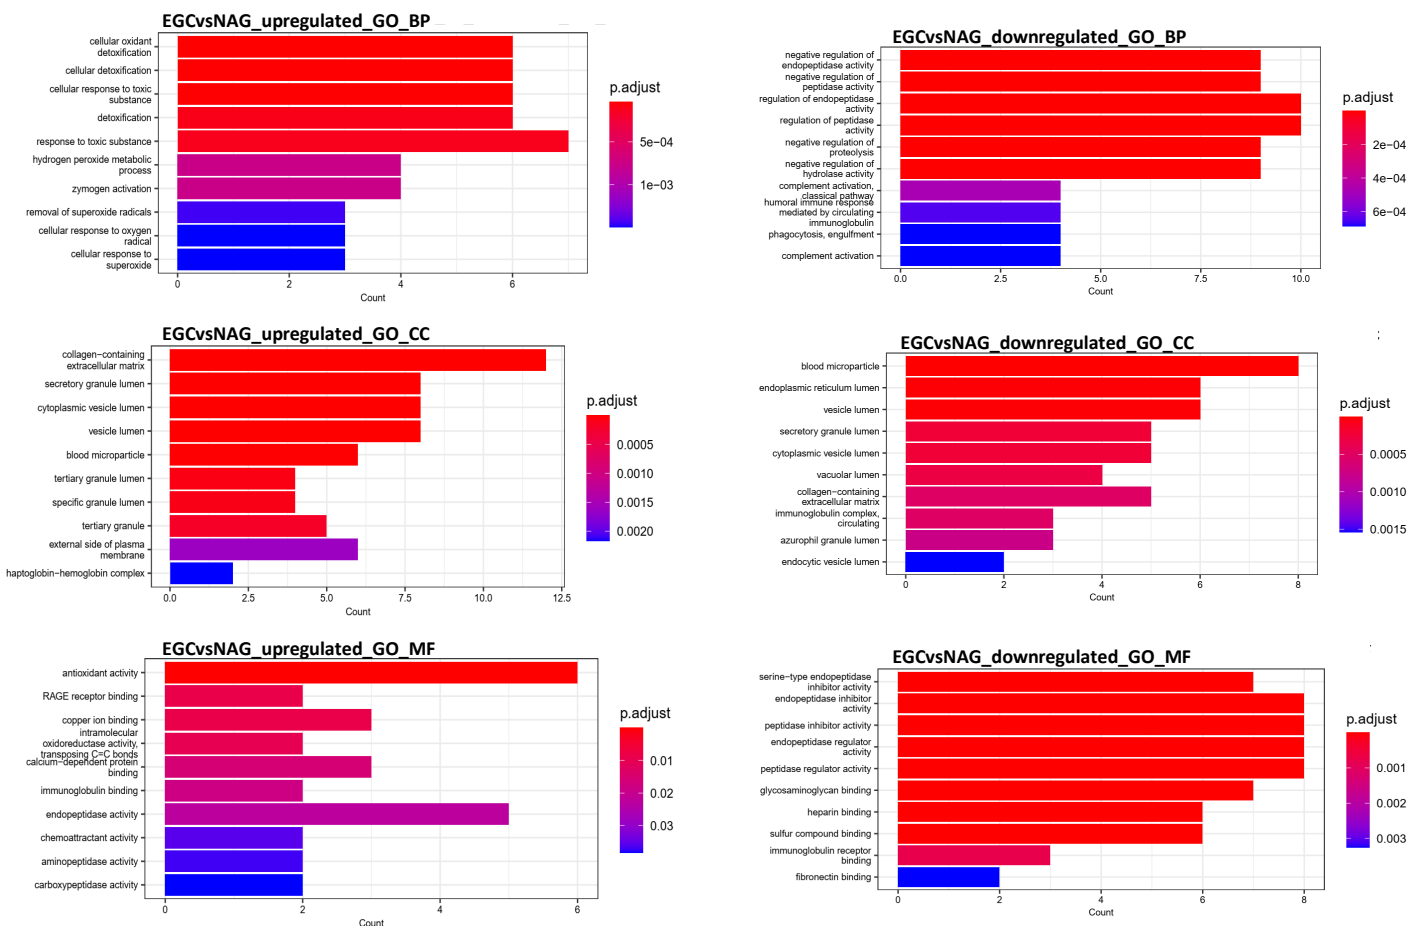 EGCvsNAG_upregulated_GO_BP
cellular oxidant
detoxification
cellular detoxification
cellular response to toxic
substance
detoxification
response to toxic substance
hydrogen peroxide metabolic
process
zymogen activation
removal of superoxide radicals
cellular response to oxygen
radical
cellular response to
superoxide
0 2 4 6
Count
p.adjust
5e−04
1e−03
EGCvsNAG_downregulated_GO_BP
negative regulation of
endopeptidase activity
negative regulation of
peptidase activity
regulation of endopeptidase
activity
regulation of peptidase
activity
negative regulation of
proteolysis
negative regulation of
hydrolase activity
complement activation,
classical pathway
humoral immune response
mediated by circulating
immunoglobulin
phagocytosis, engulfment
complement activation
0.0 2.5 5.0 7.5 10.0
Count
p.adjust
2e−04
4e−04
6e−04
EGCvsNAG_upregulated_GO_CC
collagen−containing
extracellular matrix
secretory granule lumen
cytoplasmic vesicle lumen
vesicle lumen
blood microparticle
tertiary granule lumen
specific granule lumen
tertiary granule
external side of plasma
membrane
haptoglobin−hemoglobin complex
0.0 2.5 5.0 7.5 10.0 12.5
Count
p.adjust
0.0005
0.0010
0.0015
0.0020
EGCvsNAG_downregulated_GO_CC
blood microparticle
endoplasmic reticulum lumen
vesicle lumen
secretory granule lumen
cytoplasmic vesicle lumen
vacuolar lumen
collagen−containing
extracellular matrix
immunoglobulin complex,
circulating
azurophil granule lumen
endocytic vesicle lumen
0 2 4 6 8
Count
p.adjust
0.0005
0.0010
0.0015
EGCvsNAG_upregulated_GO_MF
antioxidant activity
RAGE receptor binding
copper ion binding
intramolecular
oxidoreductase activity,
transposing C=C bonds
calcium−dependent protein
binding
immunoglobulin binding
endopeptidase activity
chemoattractant activity
aminopeptidase activity
carboxypeptidase activity
0 2 4 6
Count
p.adjust
0.01
0.02
0.03
EGCvsNAG_downregulated_GO_MF
serine−type endopeptidase
inhibitor activity
endopeptidase inhibitor
activity
peptidase inhibitor activity
endopeptidase regulator
activity
peptidase regulator activity
glycosaminoglycan binding
heparin binding
sulfur compound binding
immunoglobulin receptor
binding
fibronectin binding
0 2 4 6 8
Count
p.adjust
0.001
0.002
0.003